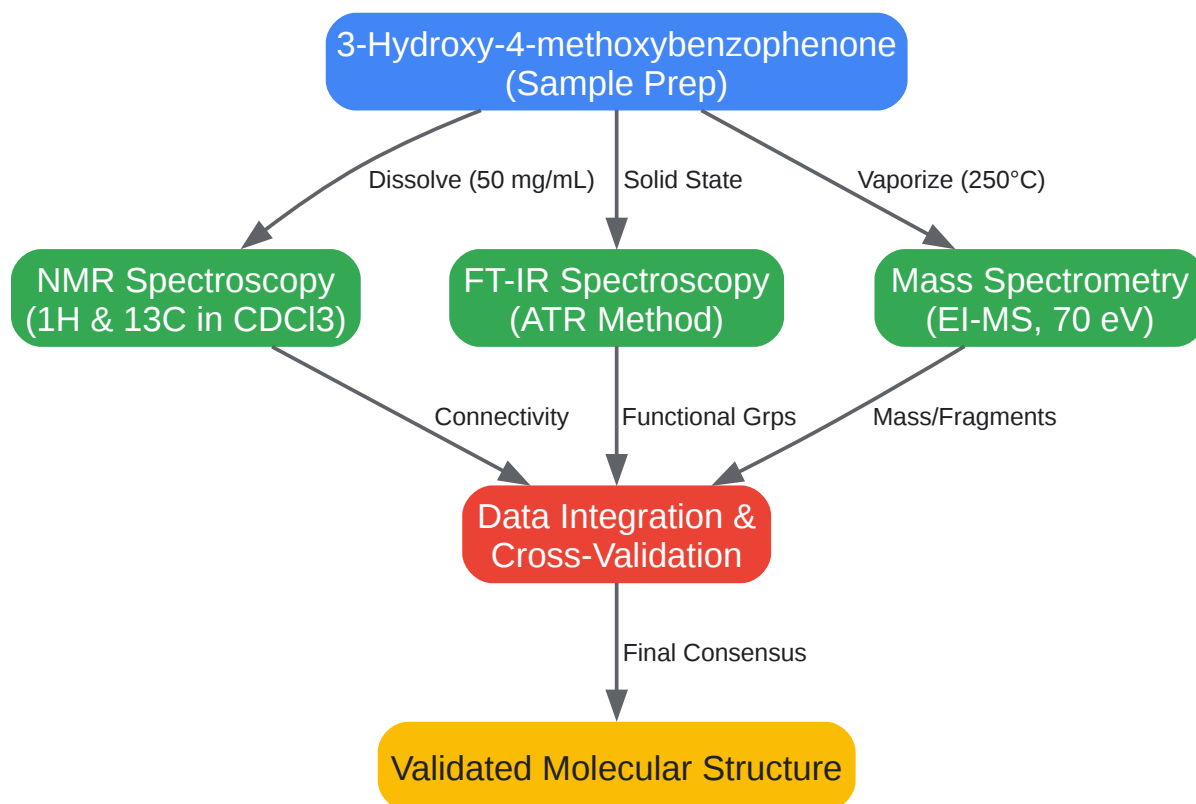 3-Hydroxy-4-methoxybenzophenone
(Sample Prep)
Dissolve (50 mg/mL)
Solid State
Vaporize (250°C)
NMR Spectroscopy
(1H & 13C in CDCl3)
FT-IR Spectroscopy
(ATR Method)
Mass Spectrometry
(EI-MS, 70 eV)
Connectivity
Functional Grps
Mass/Fragments
Data Integration &
Cross-Validation
Final Consensus
Validated Molecular Structure